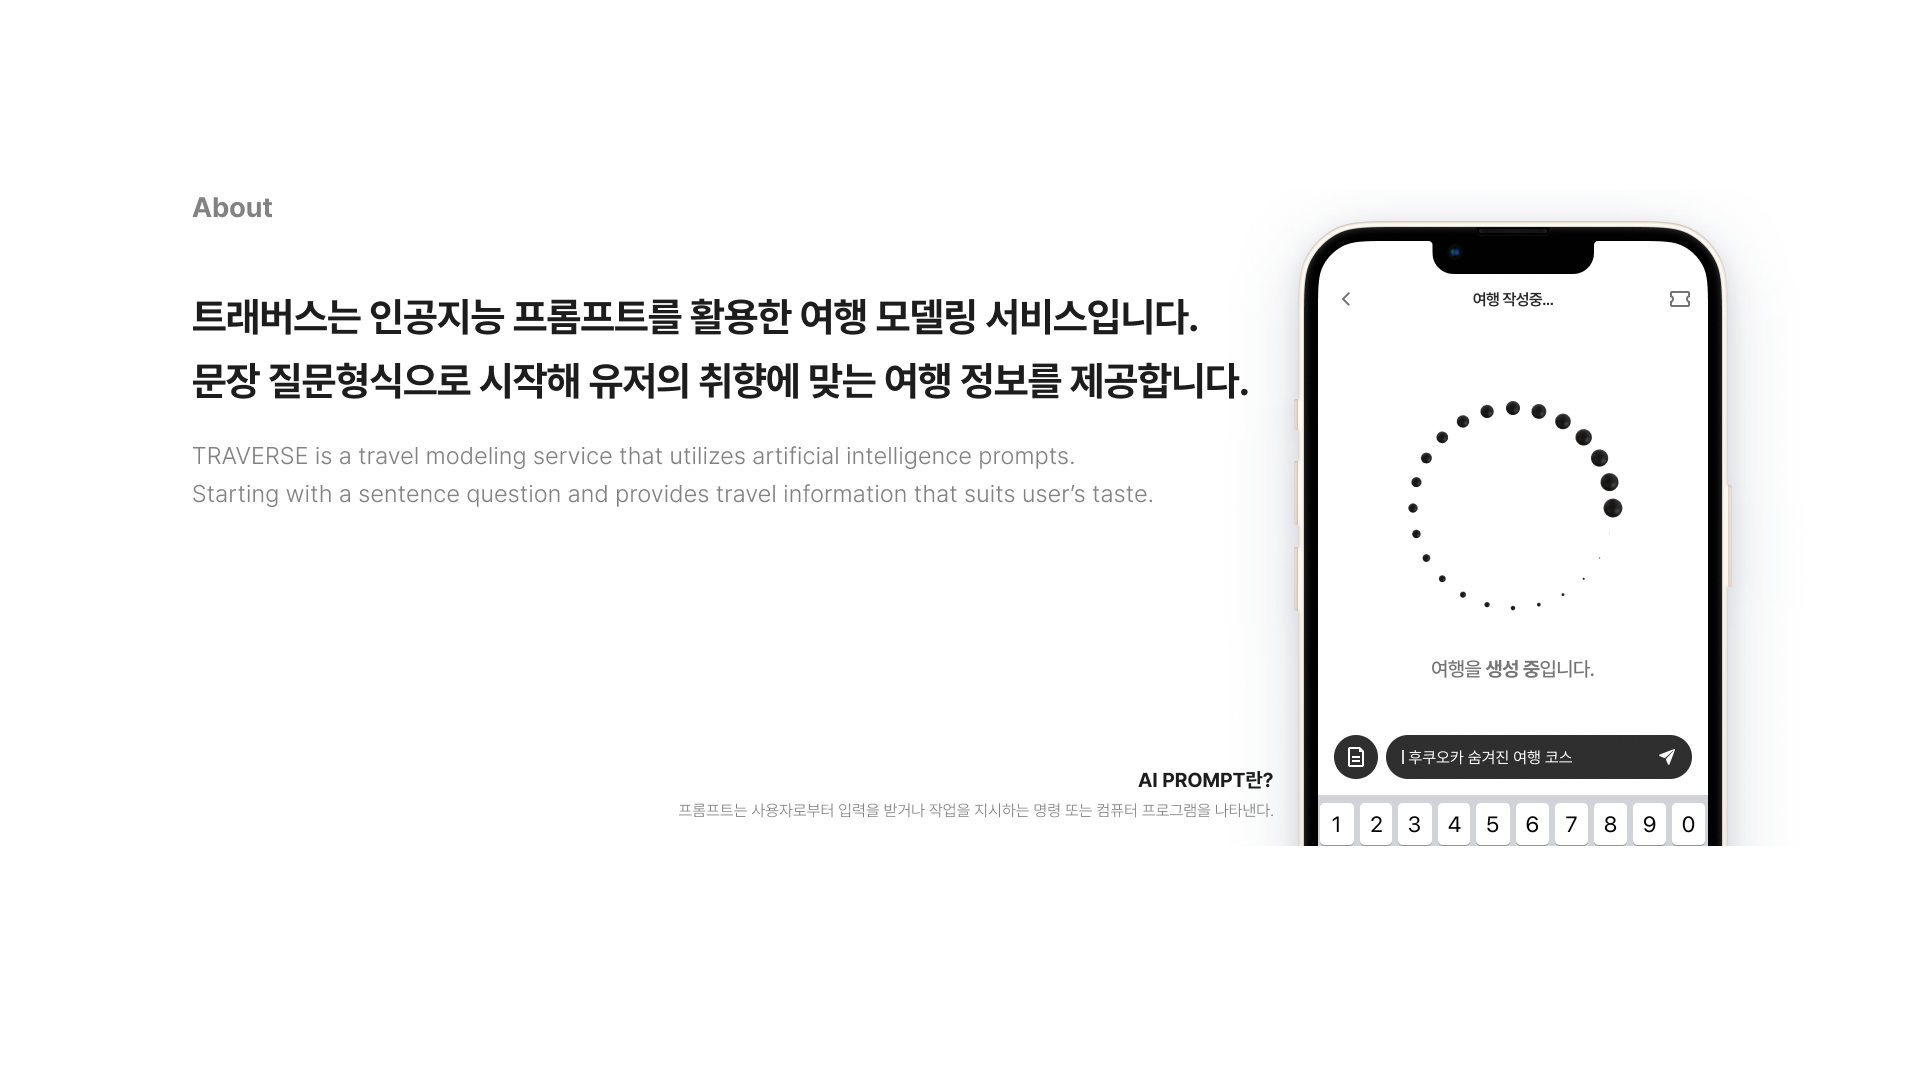 About
트래버스는 인공지능 프롬프트를 활용한 여행 모델링 서비스입니다.
문장 질문형식으로 시작해 유저의 취향에 맞는 여행 정보를 제공합니다.
TRAVERSE is a travel modeling service that utilizes artificial intelligence prompts.
Starting with a sentence question and provides travel information that suits user’s taste.
AI PROMPT란?
프롬프트는 사용자로부터 입력을 받거나 작업을 지시하는 명령 또는 컴퓨터 프로그램을 나타낸다.
여행 작성중...
여행을 생성 중입니다.
후쿠오카 숨겨진 여행 코스
1 2 3 4 5 6 7 8 9 0